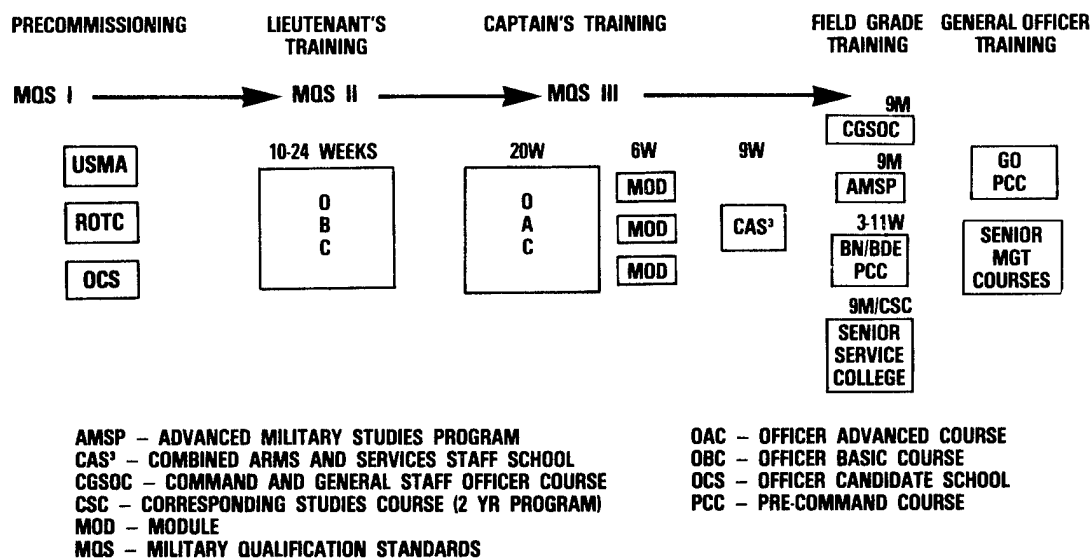 PRECOMMISSIONING
LIEUTENANT'S
TRAINING
CAPTAIN'S TRAINING
FIELD GRADE
TRAINING
GENERAL OFFICER
TRAINING
MQS I
MQS II
MQS III
USMA
ROTC
OCS
10-24 WEEKS
O
B
C
20W
O
A
C
6W
MOD
MOD
MOD
9W
CAS³
9M
CGSOC
9M
AMSP
3-11W
BN/BDE
PCC
9M/CSC
SENIOR
SERVICE
COLLEGE
GO
PCC
SENIOR
MGT
COURSES
AMSP – ADVANCED MILITARY STUDIES PROGRAM
CAS³ – COMBINED ARMS AND SERVICES STAFF SCHOOL
CGSOC – COMMAND AND GENERAL STAFF OFFICER COURSE
CSC – CORRESPONDING STUDIES COURSE (2 YR PROGRAM)
MOD – MODULE
MQS – MILITARY QUALIFICATION STANDARDS
OAC – OFFICER ADVANCED COURSE
OBC – OFFICER BASIC COURSE
OCS – OFFICER CANDIDATE SCHOOL
PCC – PRE-COMMAND COURSE